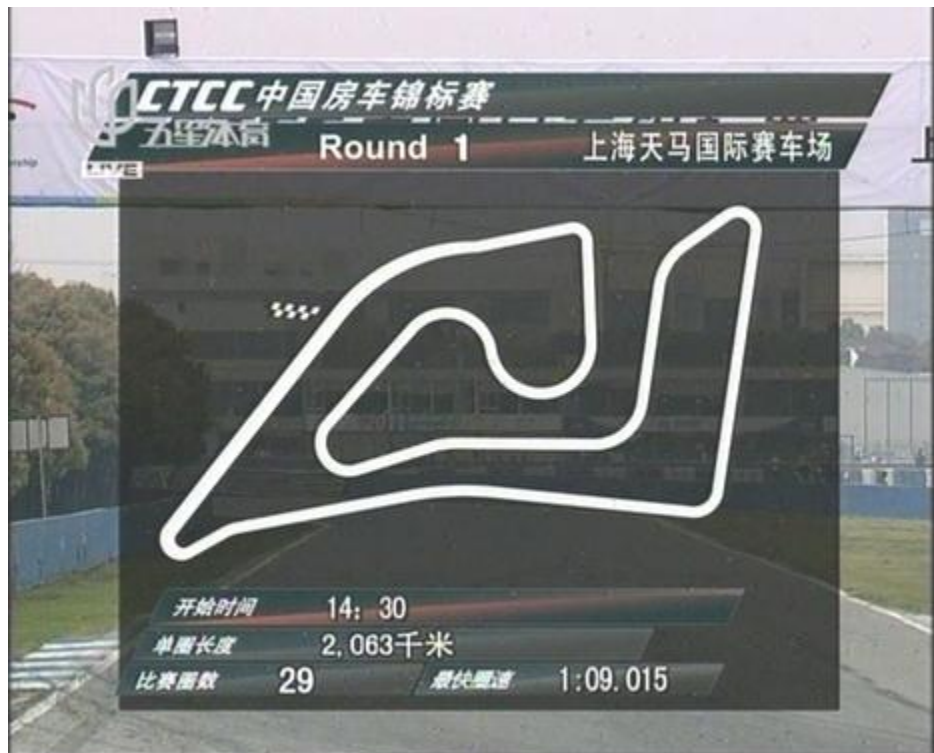 CTCC中国房车锦标赛
五星体育
Round 1 上海天马国际赛车场
LIVE
开始时间 14: 30
单圈长度 2,063千米
比赛圈数 29 最快圈速 1:09.015